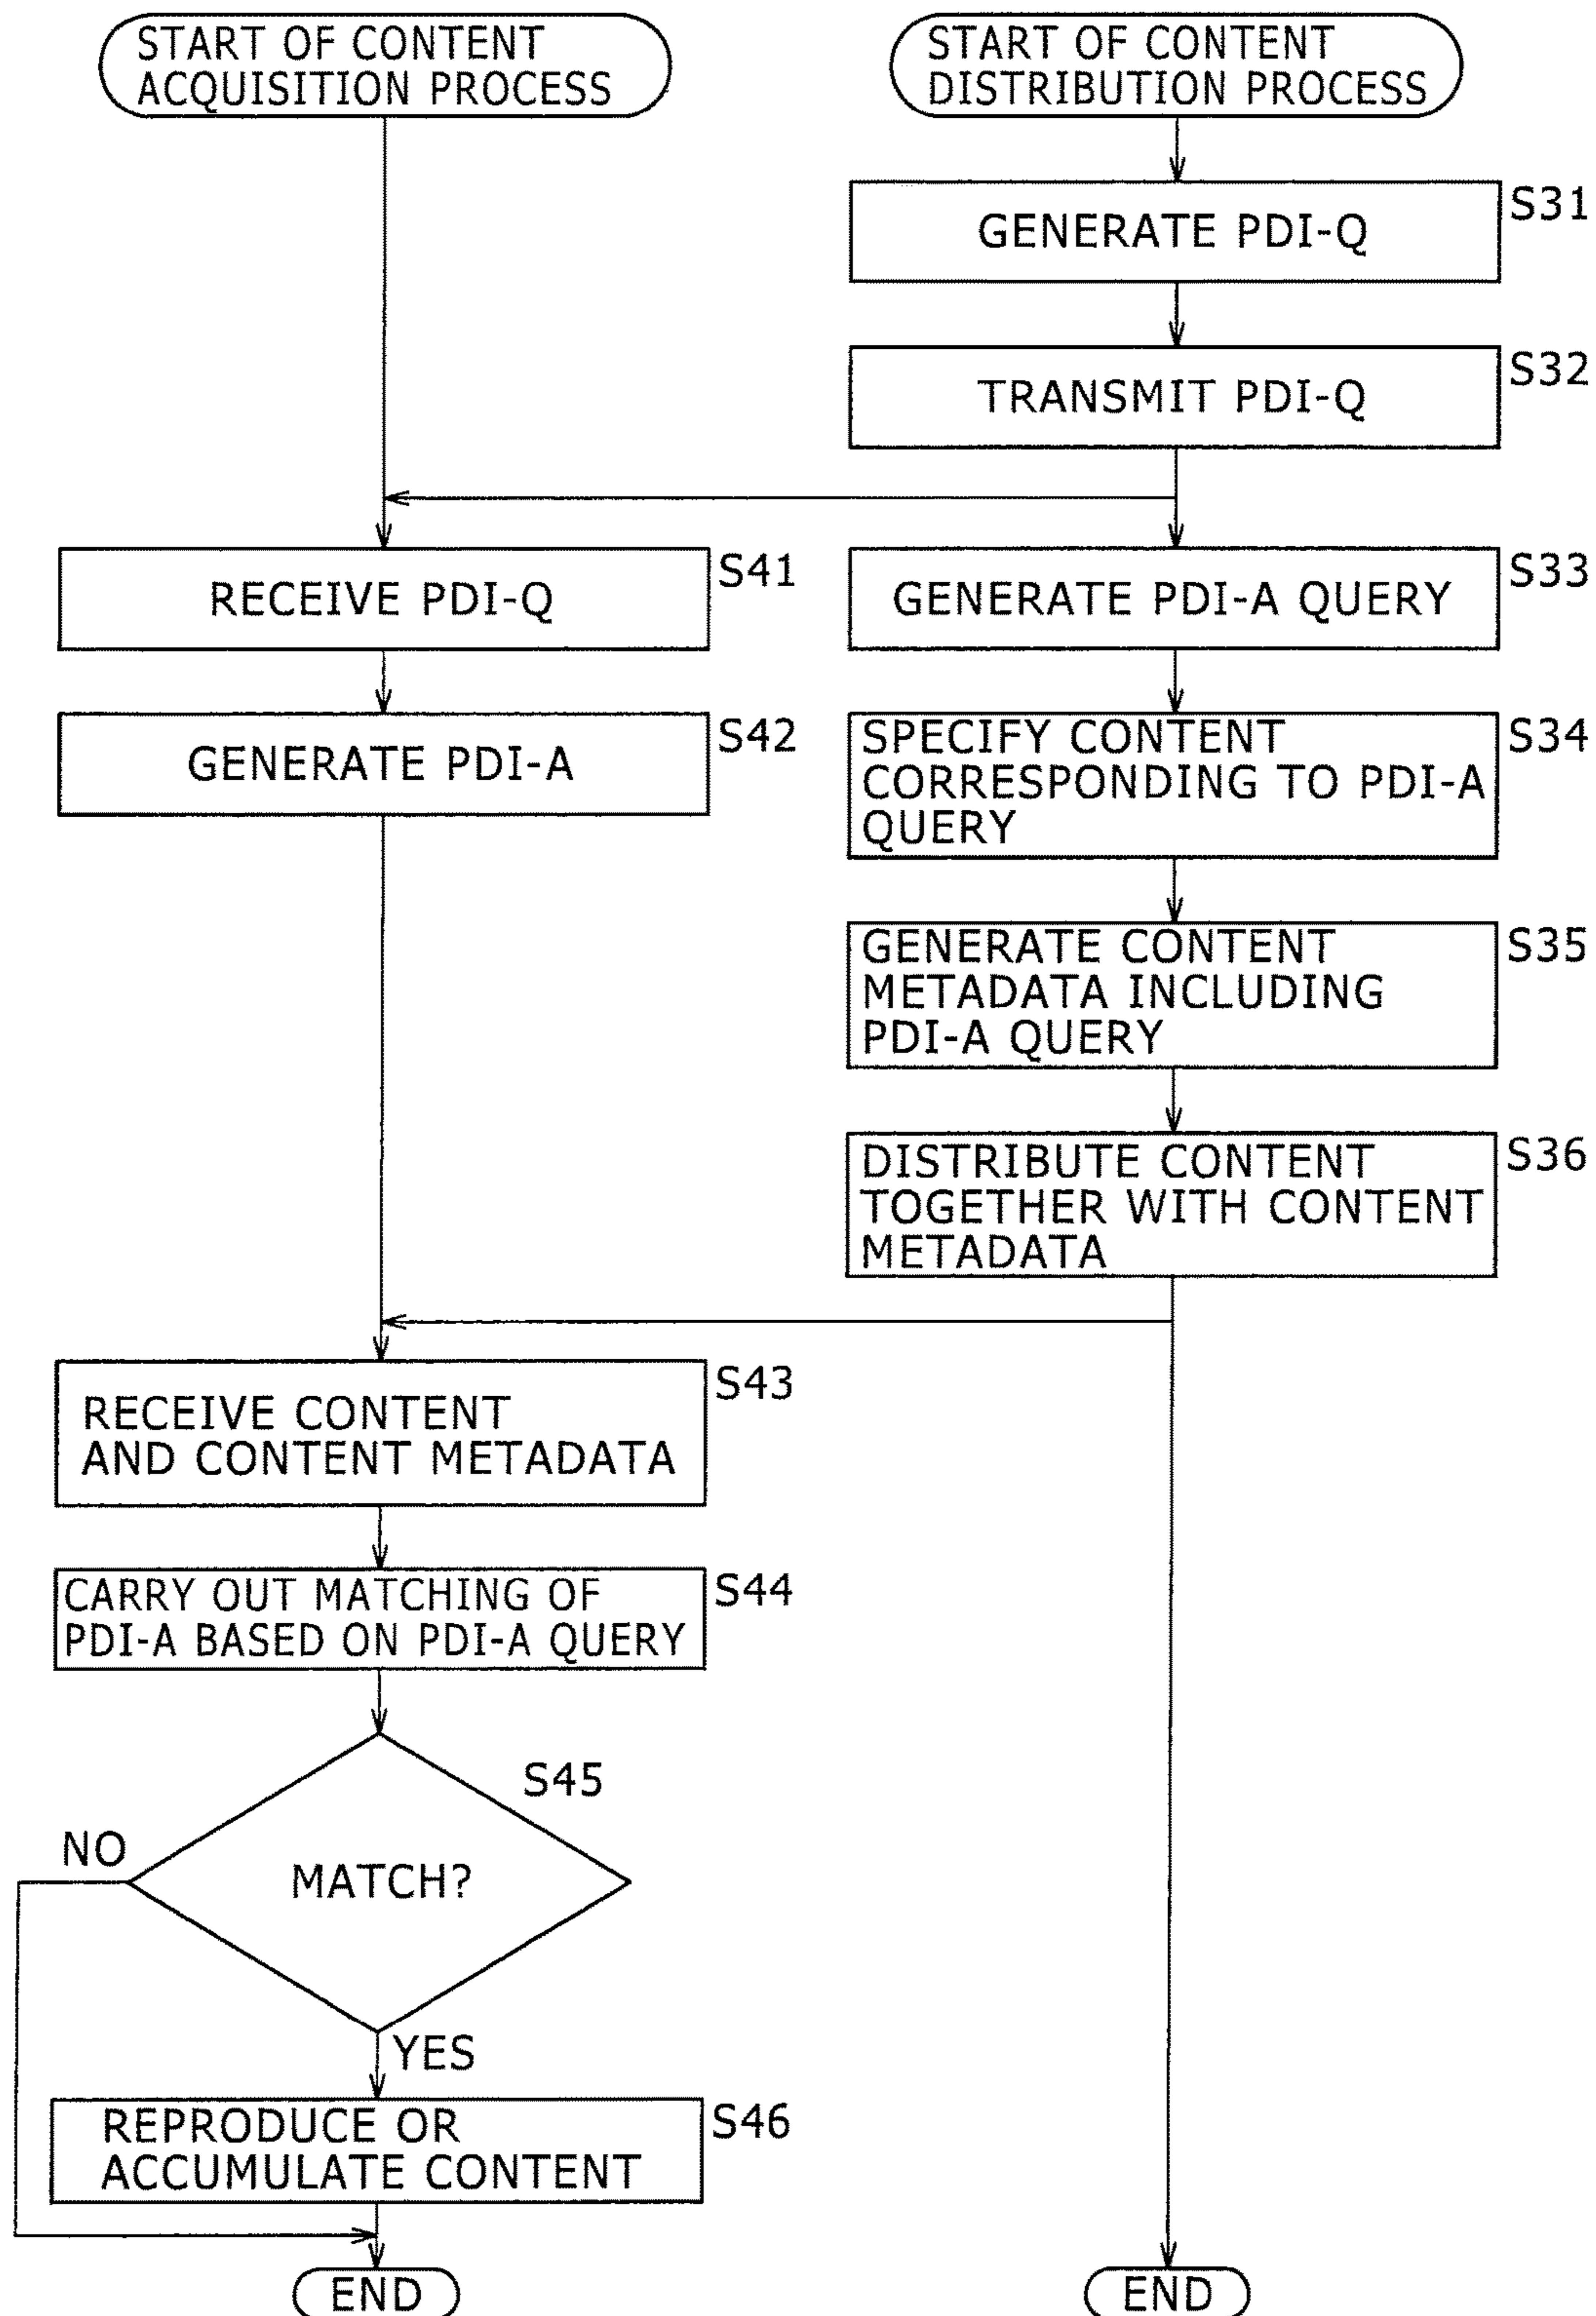 START OF CONTENT
ACQUISITION PROCESS
START OF CONTENT
DISTRIBUTION PROCESS
S31
GENERATE PDI-Q
S32
TRANSMIT PDI-Q
S41
RECEIVE PDI-Q
S33
GENERATE PDI-A QUERY
S42
GENERATE PDI-A
S34
SPECIFY CONTENT
CORRESPONDING TO PDI-A
QUERY
S35
GENERATE CONTENT
METADATA INCLUDING
PDI-A QUERY
S36
DISTRIBUTE CONTENT
TOGETHER WITH CONTENT
METADATA
S43
RECEIVE CONTENT
AND CONTENT METADATA
S44
CARRY OUT MATCHING OF
PDI-A BASED ON PDI-A QUERY
S45
NO
MATCH?
YES
S46
REPRODUCE OR
ACCUMULATE CONTENT
END
END